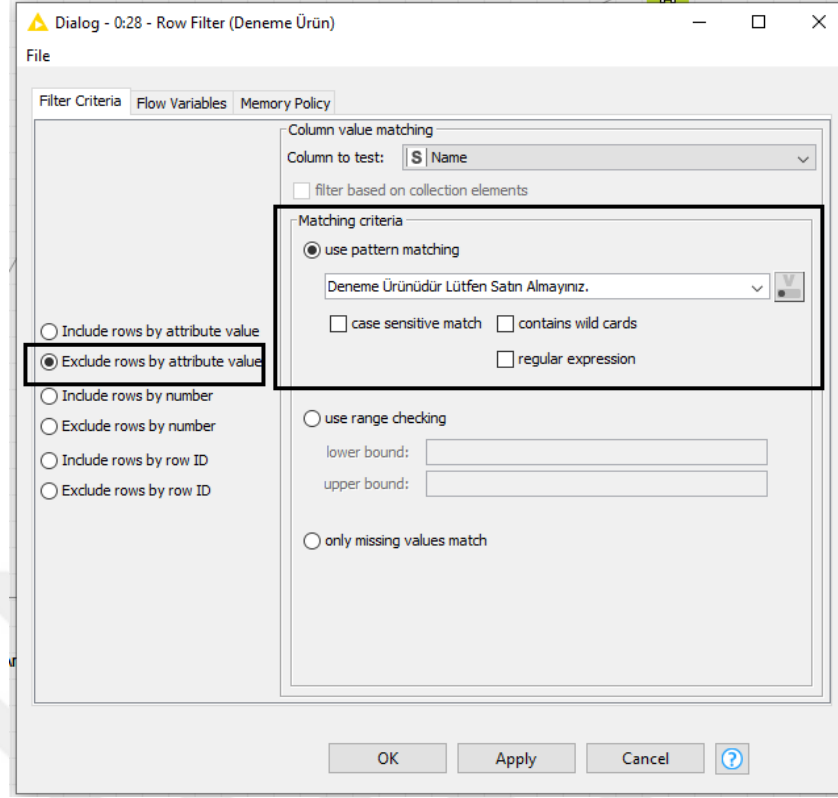 Dialog - 0:28 - Row Filter (Deneme Ürün)
File
Filter Criteria Flow Variables Memory Policy
Column value matching
Column to test: S Name
filter based on collection elements
Matching criteria
use pattern matching
Deneme Ürünüdür Lütfen Satın Almayınız.
V
case sensitive match contains wild cards
regular expression
Include rows by attribute value
Exclude rows by attribute value
Include rows by number
Exclude rows by number
Include rows by row ID
Exclude rows by row ID
use range checking
lower bound:
upper bound:
only missing values match
OK Apply Cancel ?